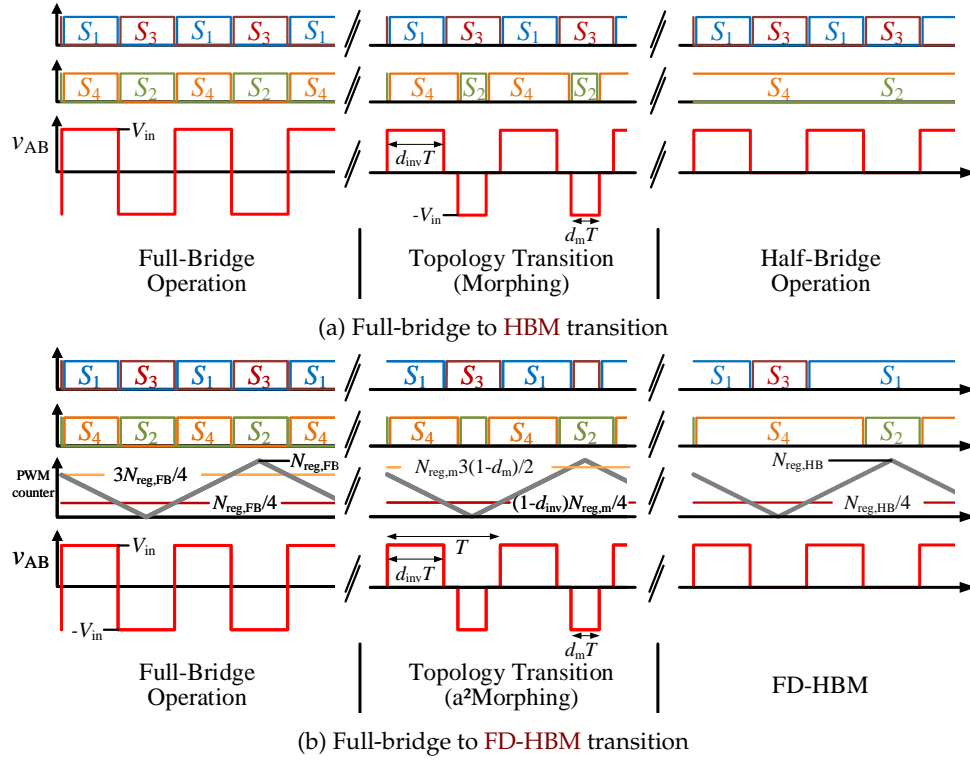 S1 S3 S1 S3 S1 S1 S3 S1 S3 S1 S3 S1 S3
S4 S2 S4 S2 S4 S4 S2 S4 S2 S4 S2
vAB Vin dinvT
-Vin dmT
Full-Bridge Operation
Topology Transition (Morphing)
Half-Bridge Operation
(a) Full-bridge to HBM transition
S1 S3 S1 S3 S1 S1 S3 S1 S1 S3 S1
S4 S2 S4 S2 S4 S4 S4 S2 S4 S2
PWM counter 3Nreg,FB/4 Nreg,FB Nreg,m3(1-dm)/2 Nreg,HB
Nreg,FB/4 (1-dinv)Nreg,m/4 Nreg,HB/4
vAB Vin T
dinvT
-Vin dmT
Full-Bridge Operation
Topology Transition (a²Morphing)
FD-HBM
(b) Full-bridge to FD-HBM transition